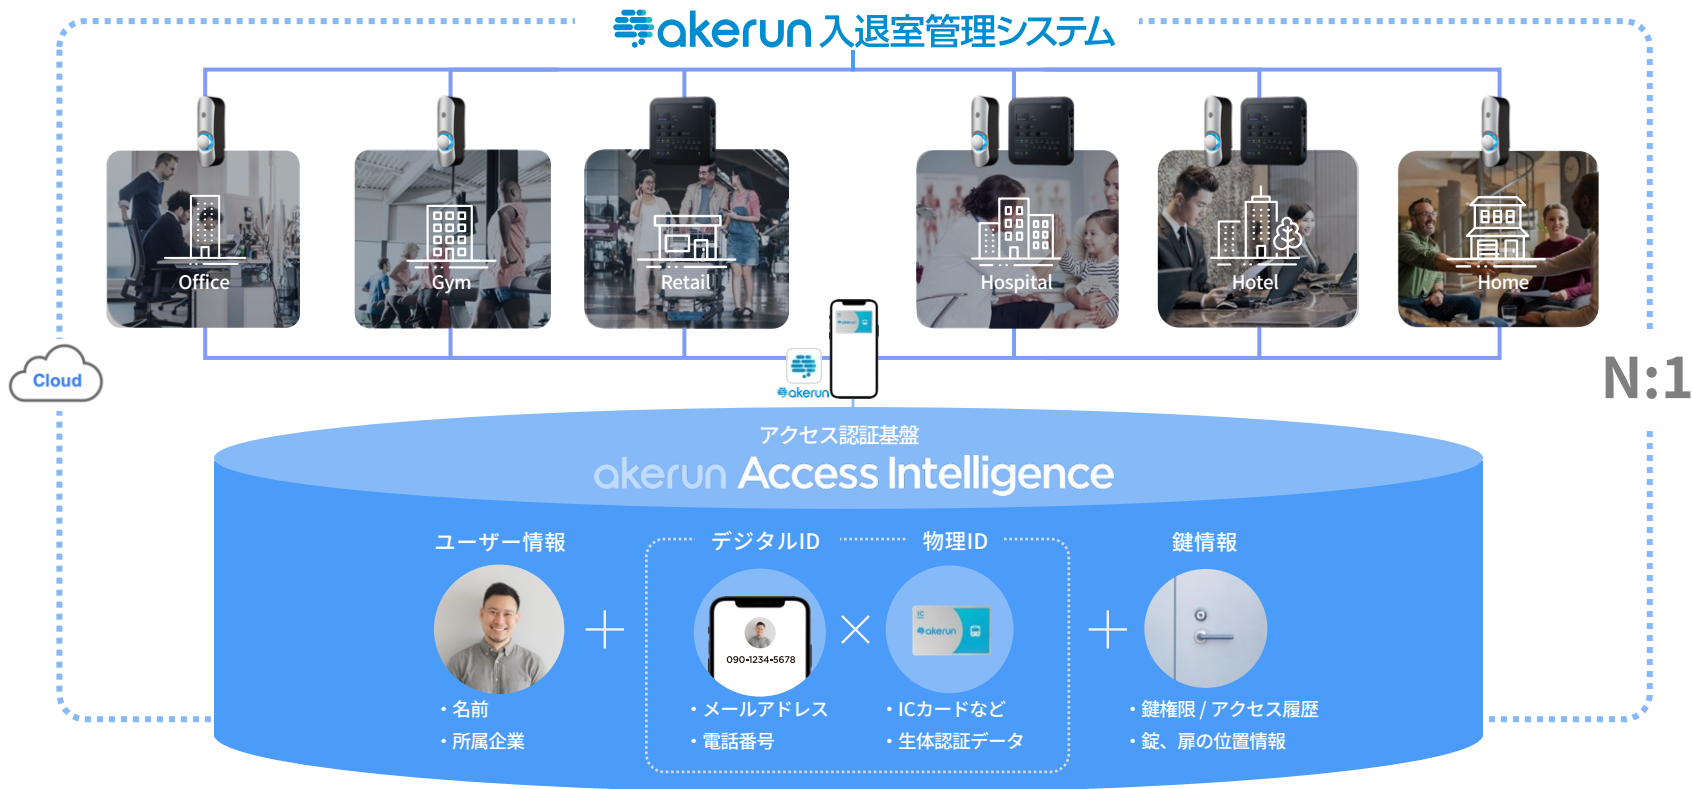 akerun 入退室管理システム
Office
Gym
Retail
Hospital
Hotel
Home
Cloud
akerun
N:1
アクセス認証基盤
akerun Access Intelligence
ユーザー情報
デジタルID
物理ID
鍵情報
090-1234-5678
IC
akerun
・名前
・所属企業
・メールアドレス
・電話番号
・ICカードなど
・生体認証データ
・鍵権限 / アクセス履歴
・錠、扉の位置情報